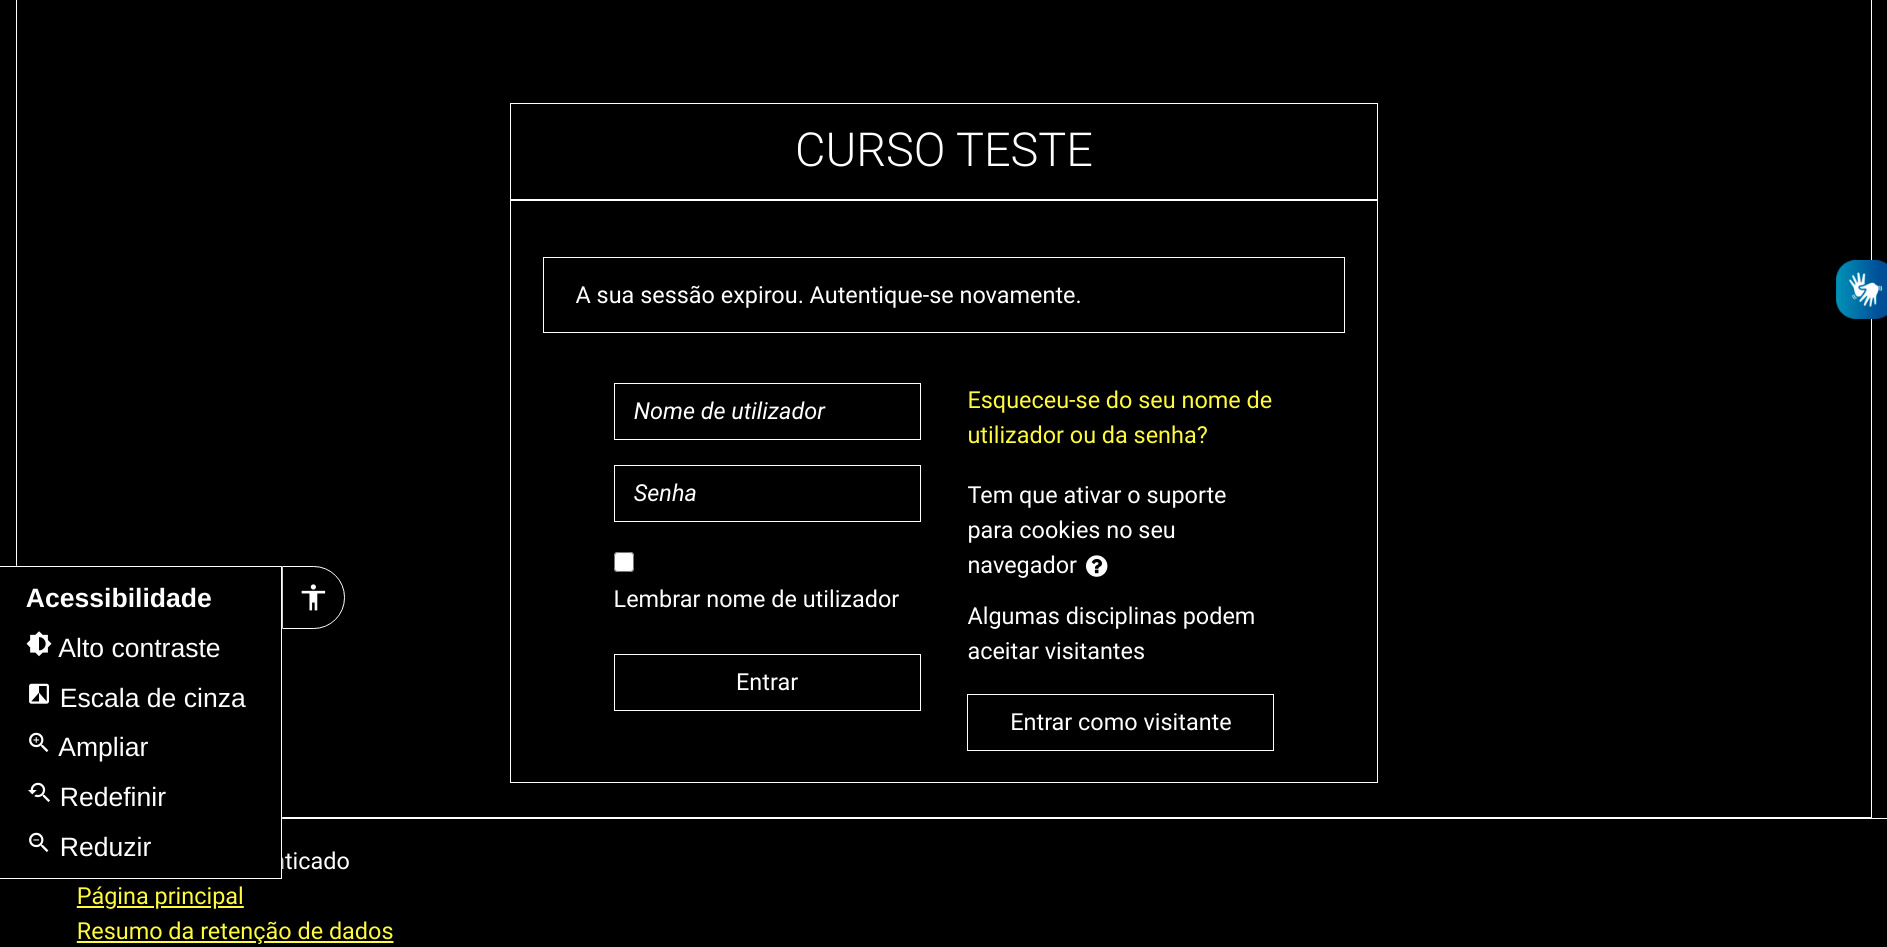 CURSO TESTE
A sua sessão expirou. Autentique-se novamente.
Nome de utilizador
Senha
Lembrar nome de utilizador
Entrar
Esqueceu-se do seu nome de
utilizador ou da senha?
Tem que ativar o suporte
para cookies no seu
navegador
Algumas disciplinas podem
aceitar visitantes
Entrar como visitante
Acessibilidade
Alto contraste
Escala de cinza
Ampliar
Redefinir
Reduzir
Página principal
Resumo da retenção de dados